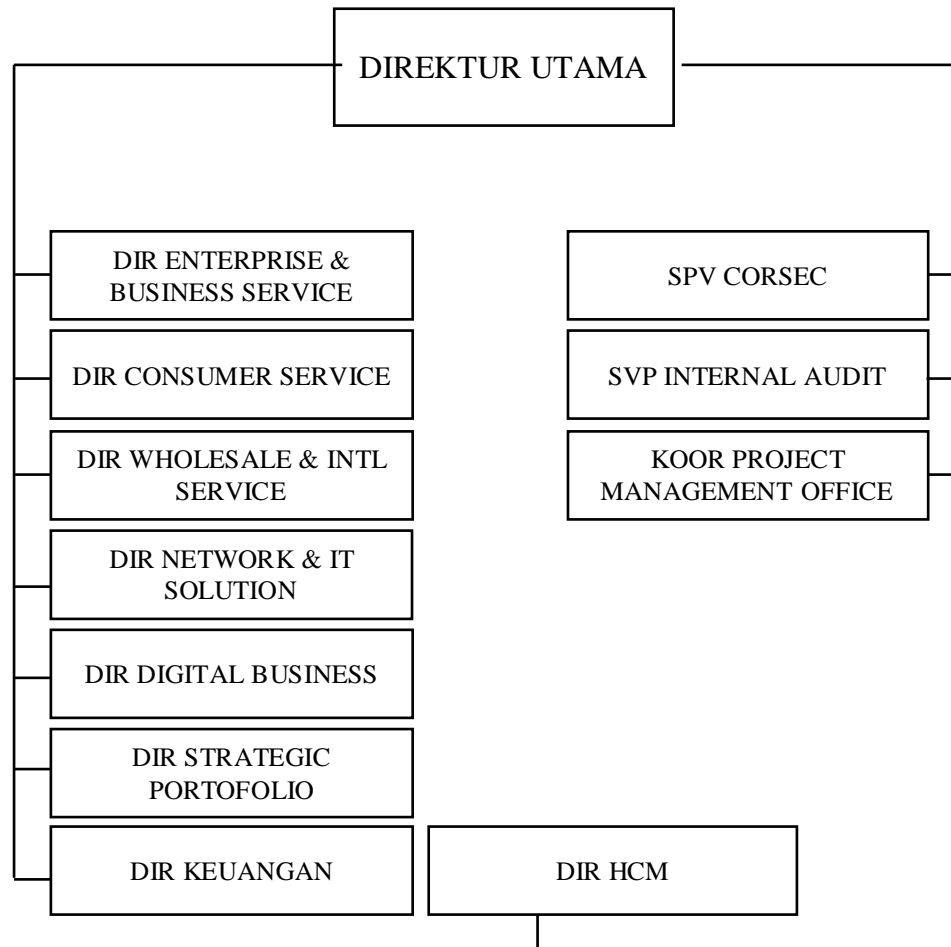 DIREKTUR UTAMA
DIR ENTERPRISE &
BUSINESS SERVICE
DIR CONSUMER SERVICE
DIR WHOLESALE & INTL
SERVICE
DIR NETWORK & IT
SOLUTION
DIR DIGITAL BUSINESS
DIR STRATEGIC
PORTOFOLIO
DIR KEUANGAN
SPV CORSEC
SVP INTERNAL AUDIT
KOOR PROJECT
MANAGEMENT OFFICE
DIR HCM